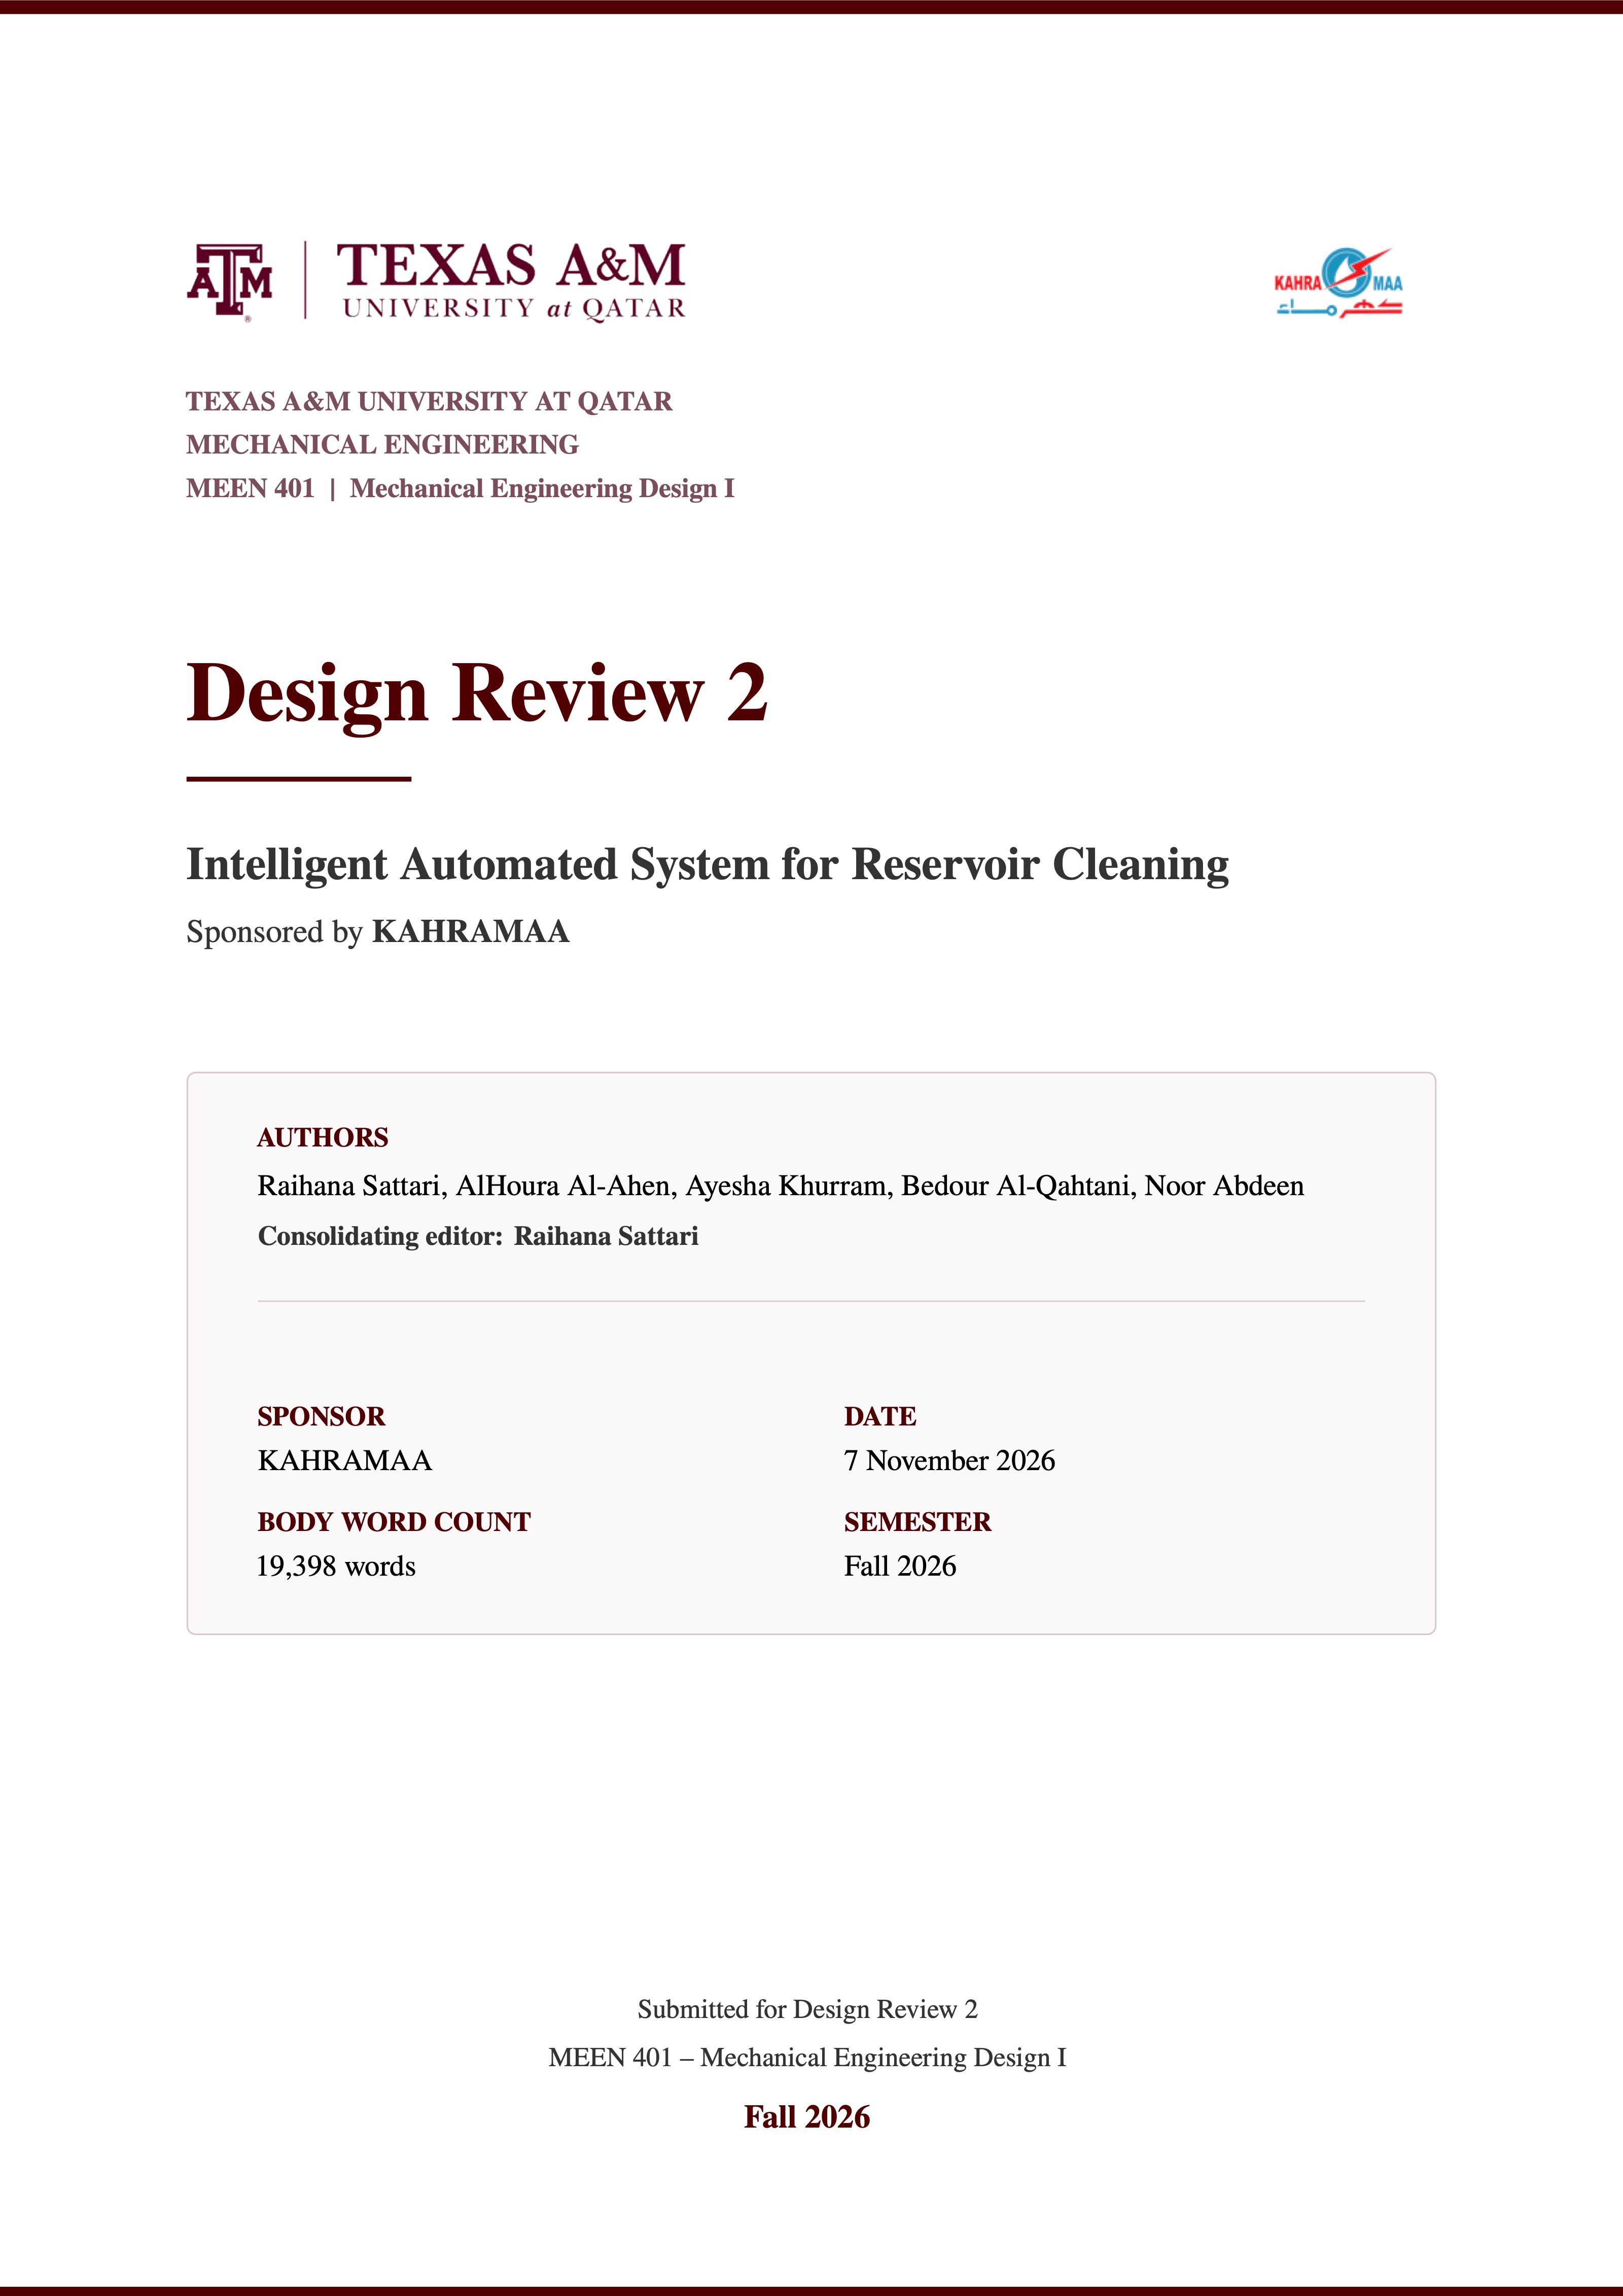 TEXAS A&M
UNIVERSITY at QATAR
ATM
®
KAHRA MAA
كهرماء
TEXAS A&M UNIVERSITY AT QATAR
MECHANICAL ENGINEERING
MEEN 401 | Mechanical Engineering Design I
Design Review 2
Intelligent Automated System for Reservoir Cleaning
Sponsored by KAHRAMAA
AUTHORS
Raihana Sattari, AlHoura Al-Ahen, Ayesha Khurram, Bedour Al-Qahtani, Noor Abdeen
Consolidating editor: Raihana Sattari
SPONSOR
KAHRAMAA
DATE
7 November 2026
BODY WORD COUNT
19,398 words
SEMESTER
Fall 2026
Submitted for Design Review 2
MEEN 401 – Mechanical Engineering Design I
Fall 2026